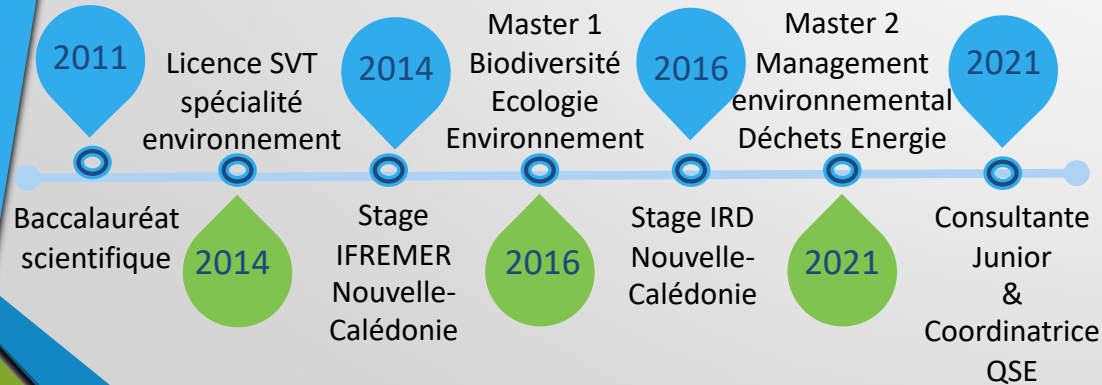 2011
Baccalauréat
scientifique
Licence SVT
spécialité
environnement
2014
2014
Stage
IFREMER
Nouvelle-
Calédonie
Master 1
Biodiversité
Ecologie
Environnement
2016
2016
Stage IRD
Nouvelle-
Calédonie
Master 2
Management
environnemental
Déchets Energie
2021
2021
Consultante
Junior
&
Coordinatrice
QSE